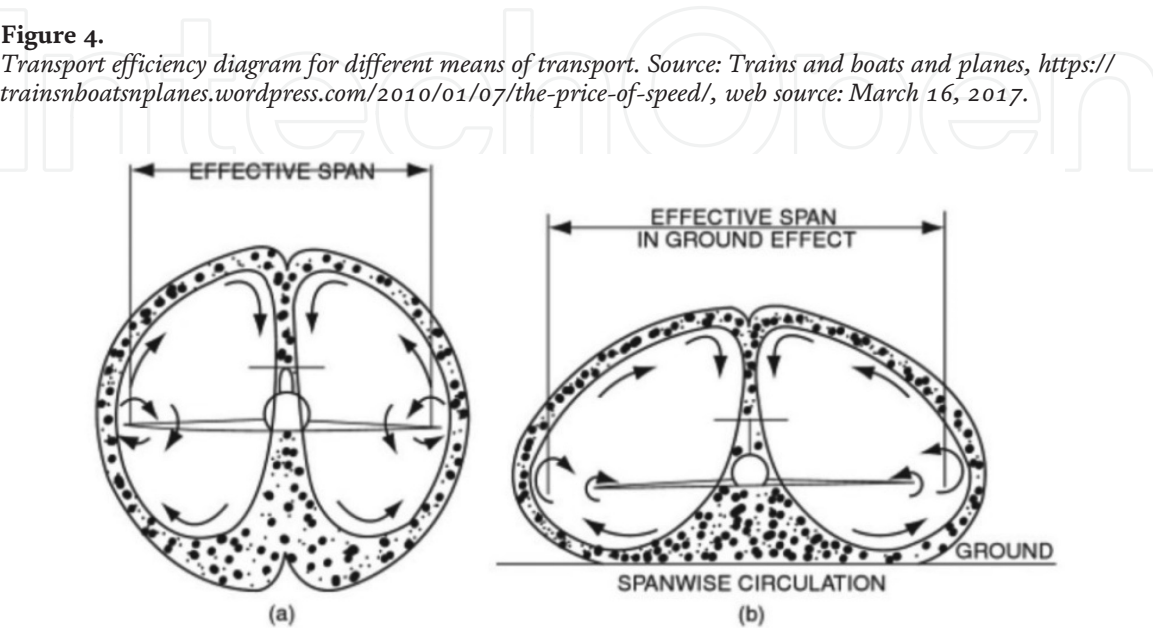 Figure 4.
Transport efficiency diagram for different means of transport. Source: Trains and boats and planes, https://
trainsnboatsnplanes.wordpress.com/2010/01/07/the-price-of-speed/, web source: March 16, 2017.
IntechOpen
EFFECTIVE SPAN
EFFECTIVE SPAN
IN GROUND EFFECT
GROUND
SPANWISE CIRCULATION
(a)
(b)